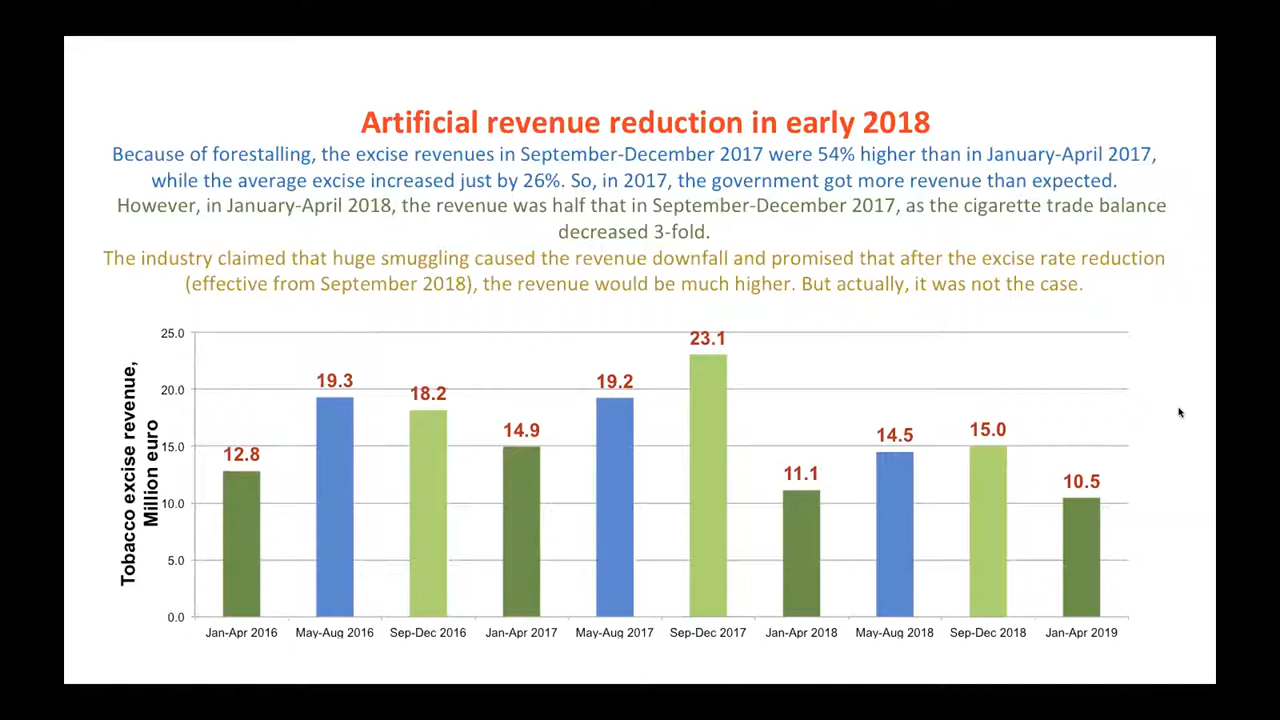 Artificial revenue reduction in early 2018
Because of forestalling, the excise revenues in September-December 2017 were 54% higher than in January-April 2017,
while the average excise increased just by 26%. So, in 2017, the government got more revenue than expected.
However, in January-April 2018, the revenue was half that in September-December 2017, as the cigarette trade balance
decreased 3-fold.
The industry claimed that huge smuggling caused the revenue downfall and promised that after the excise rate reduction
(effective from September 2018), the revenue would be much higher. But actually, it was not the case.
Tobacco excise revenue,
Million euro
25.0
20.0
15.0
10.0
5.0
0.0
12.8
19.3
18.2
14.9
19.2
23.1
11.1
14.5
15.0
10.5
Jan-Apr 2016
May-Aug 2016
Sep-Dec 2016
Jan-Apr 2017
May-Aug 2017
Sep-Dec 2017
Jan-Apr 2018
May-Aug 2018
Sep-Dec 2018
Jan-Apr 2019